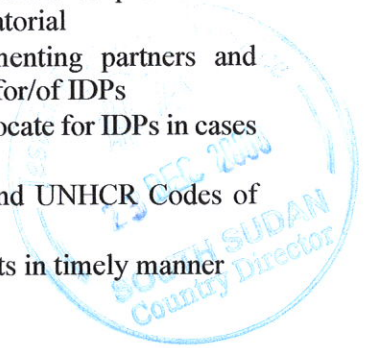 atorial
nenting partners and
for/of IDPs
ocate for IDPs in cases
nd UNHCR Codes of
ts in timely manner
DEC
SOUTH SUDAN
Country Director